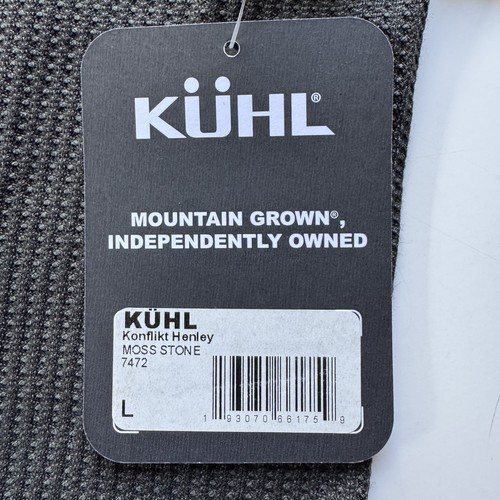 KÜHL®
MOUNTAIN GROWN®,
INDEPENDENTLY OWNED
KÜHL
Konflikt Henley
MOSS STONE
7472
L
1 93070 66175 9